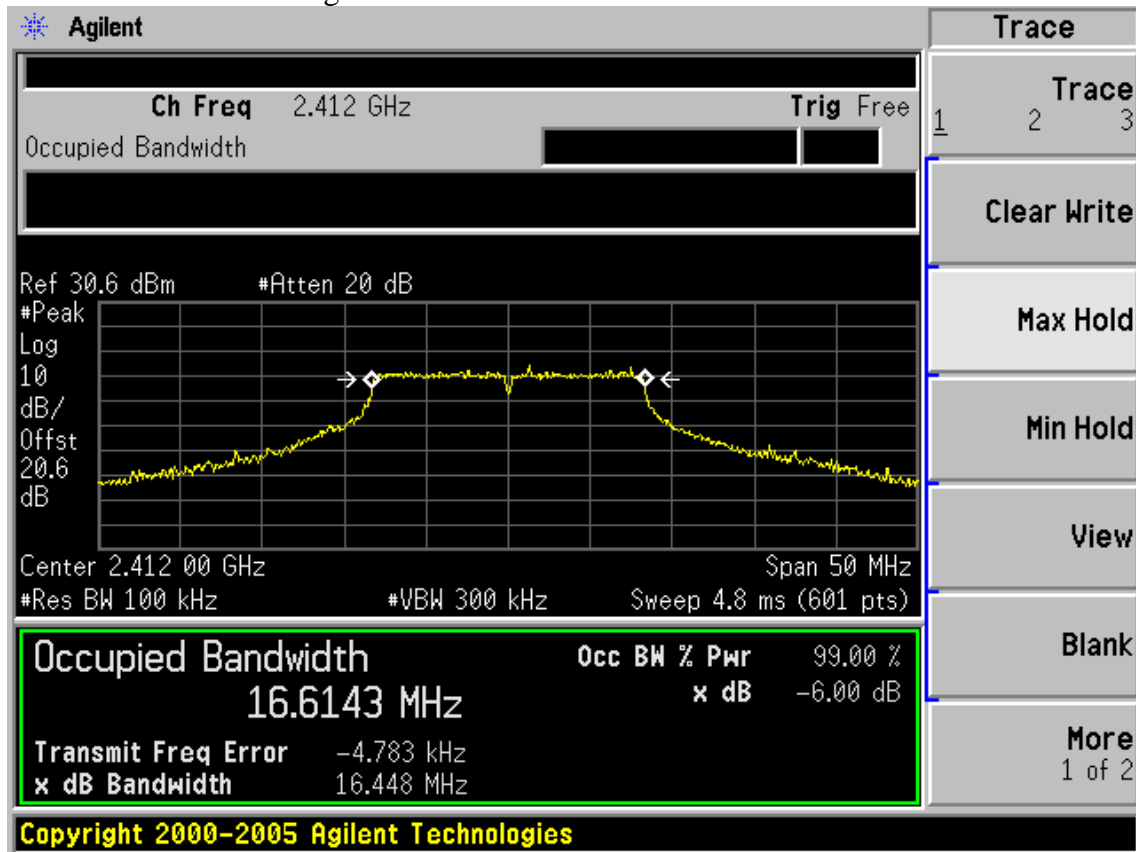 Agilent
Trace
Ch Freq 2.412 GHz Trig Free
Occupied Bandwidth
Trace
1 2 3
Clear Write
Max Hold
Min Hold
View
Blank
More
1 of 2
Ref 30.6 dBm #Atten 20 dB
#Peak
Log
10
dB/
Offst
20.6
dB
Center 2.412 00 GHz Span 50 MHz
#Res BW 100 kHz #VBW 300 kHz Sweep 4.8 ms (601 pts)
Occupied Bandwidth Occ BW % Pwr 99.00 %
16.6143 MHz x dB -6.00 dB
Transmit Freq Error -4.783 kHz
x dB Bandwidth 16.448 MHz
Copyright 2000-2005 Agilent Technologies